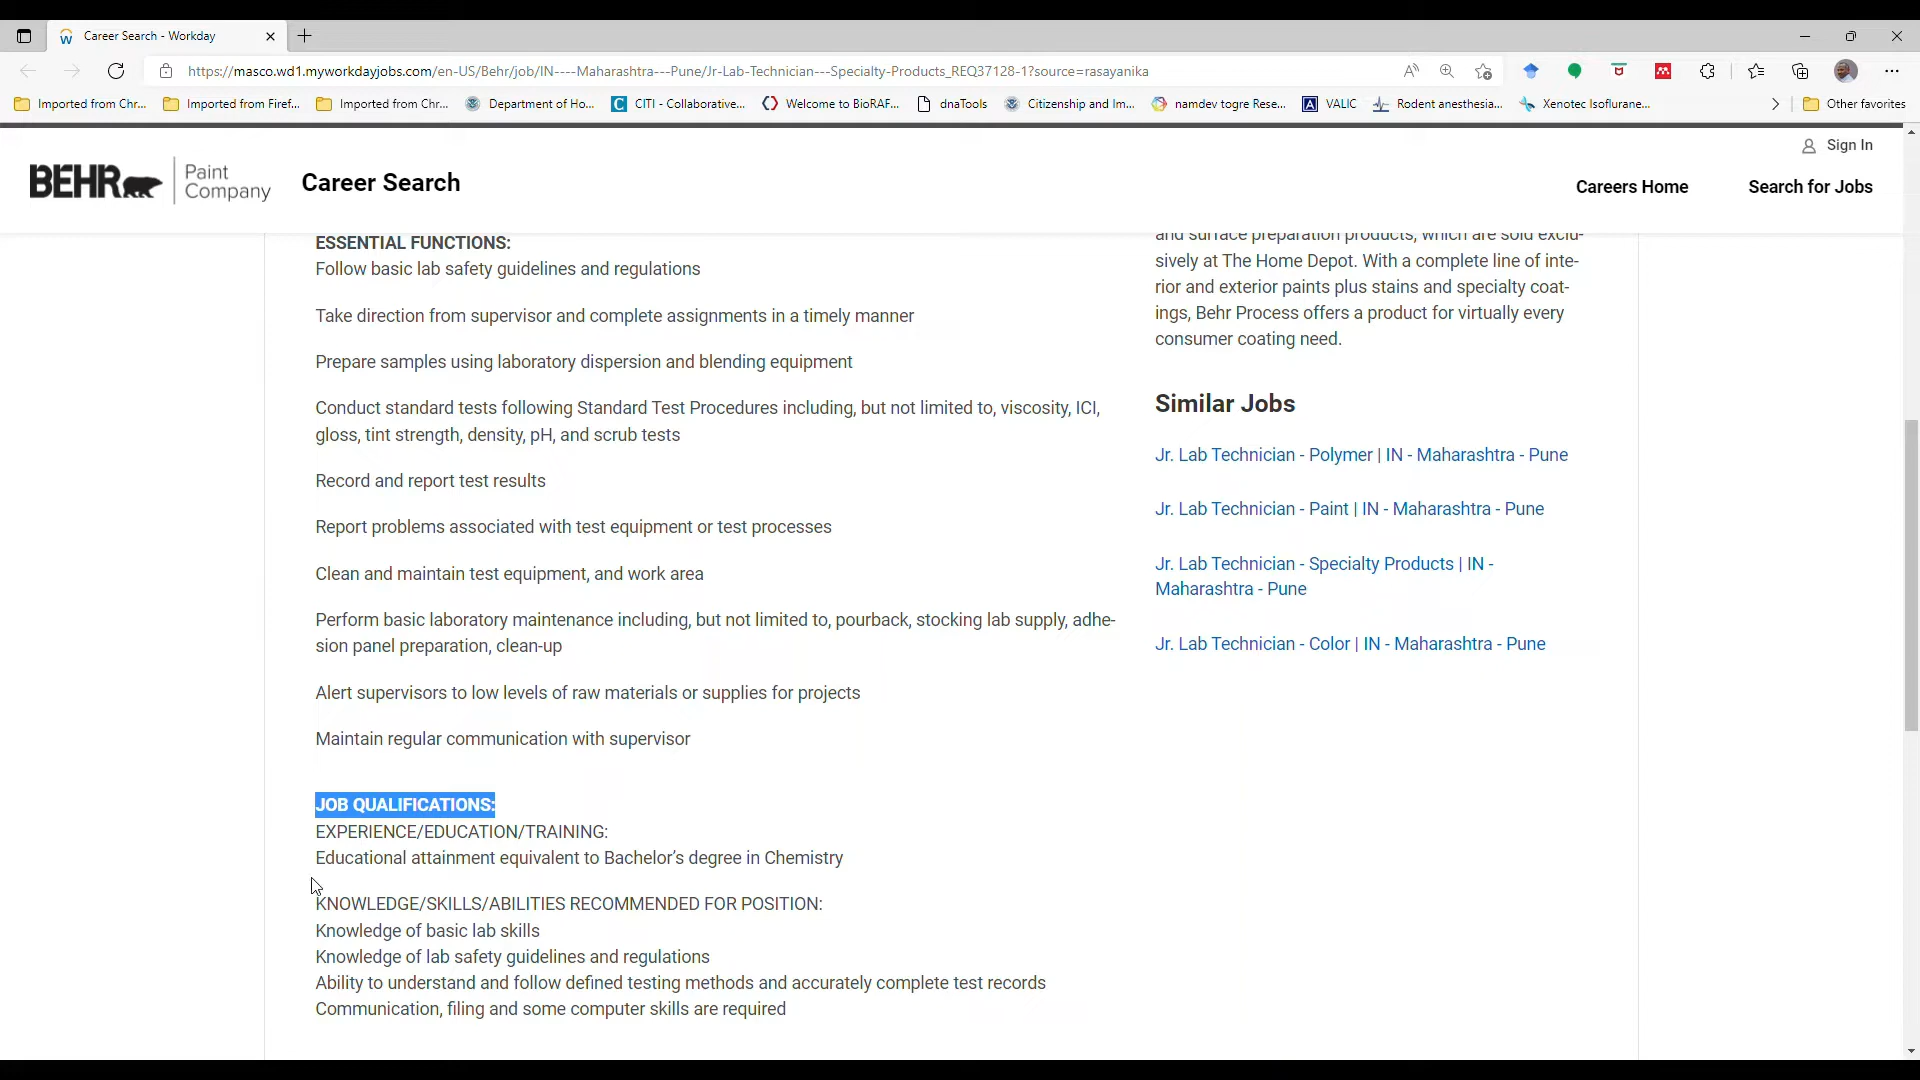 Career Search - Workday
https://masco.wd1.myworkdayjobs.com/en-US/Behr/job/IN----Maharashtra---Pune/Jr-Lab-Technician---Specialty-Products_REQ37128-1?source=rasayanika
Imported from Chr...
Imported from Firef...
Imported from Chr...
Department of Ho...
CITI - Collaborative...
Welcome to BioRAF...
dnaTools
Citizenship and Im...
namdev togre Rese...
VALIC
Rodent anesthesia...
Xenotec Isoflurane...
Other favorites
Sign In
BEHR
Paint
Company
Career Search
Careers Home
Search for Jobs
ESSENTIAL FUNCTIONS:
Follow basic lab safety guidelines and regulations
Take direction from supervisor and complete assignments in a timely manner
Prepare samples using laboratory dispersion and blending equipment
Conduct standard tests following Standard Test Procedures including, but not limited to, viscosity, ICI,
gloss, tint strength, density, pH, and scrub tests
Record and report test results
Report problems associated with test equipment or test processes
Clean and maintain test equipment, and work area
Perform basic laboratory maintenance including, but not limited to, pourback, stocking lab supply, adhe-
sion panel preparation, clean-up
Alert supervisors to low levels of raw materials or supplies for projects
Maintain regular communication with supervisor
JOB QUALIFICATIONS:
EXPERIENCE/EDUCATION/TRAINING:
Educational attainment equivalent to Bachelor's degree in Chemistry
KNOWLEDGE/SKILLS/ABILITIES RECOMMENDED FOR POSITION:
Knowledge of basic lab skills
Knowledge of lab safety guidelines and regulations
Ability to understand and follow defined testing methods and accurately complete test records
Communication, filing and some computer skills are required
and surface preparation products, which are sold exclu-
sively at The Home Depot. With a complete line of inte-
rior and exterior paints plus stains and specialty coat-
ings, Behr Process offers a product for virtually every
consumer coating need.
Similar Jobs
Jr. Lab Technician - Polymer | IN - Maharashtra - Pune
Jr. Lab Technician - Paint | IN - Maharashtra - Pune
Jr. Lab Technician - Specialty Products | IN -
Maharashtra - Pune
Jr. Lab Technician - Color | IN - Maharashtra - Pune